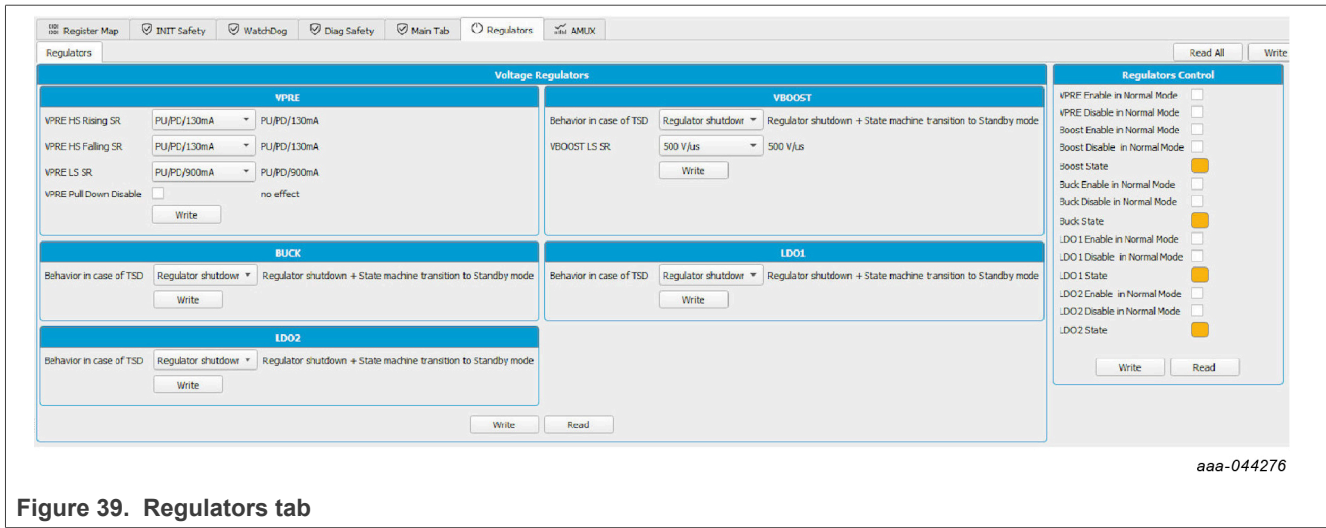 Register Map INIT Safety WatchDog Diag Safety Main Tab Regulators AMUX
Regulators Read All Write
Voltage Regulators
VPRE
VPRE HS Rising SR PU/PD/130mA PU/PD/130mA
VPRE HS Falling SR PU/PD/130mA PU/PD/130mA
VPRE LS SR PU/PD/900mA PU/PD/900mA
VPRE Pull Down Disable no effect
Write
VBOOST
Behavior in case of TSD Regulator shutdowr Regulator shutdown + State machine transition to Standby mode
VBOOST LS SR 500 V/us 500 V/us
Write
BUCK
Behavior in case of TSD Regulator shutdowr Regulator shutdown + State machine transition to Standby mode
Write
LDO1
Behavior in case of TSD Regulator shutdowr Regulator shutdown + State machine transition to Standby mode
Write
LDO2
Behavior in case of TSD Regulator shutdowr Regulator shutdown + State machine transition to Standby mode
Write
Write Read
Regulators Control
VPRE Enable in Normal Mode
VPRE Disable in Normal Mode
Boost Enable in Normal Mode
Boost Disable in Normal Mode
Boost State
Buck Enable in Normal Mode
Buck Disable in Normal Mode
Buck State
LDO1 Enable in Normal Mode
LDO1 Disable in Normal Mode
LDO1 State
LDO2 Enable in Normal Mode
LDO2 Disable in Normal Mode
LDO2 State
Write Read
aaa-044276
Figure 39. Regulators tab